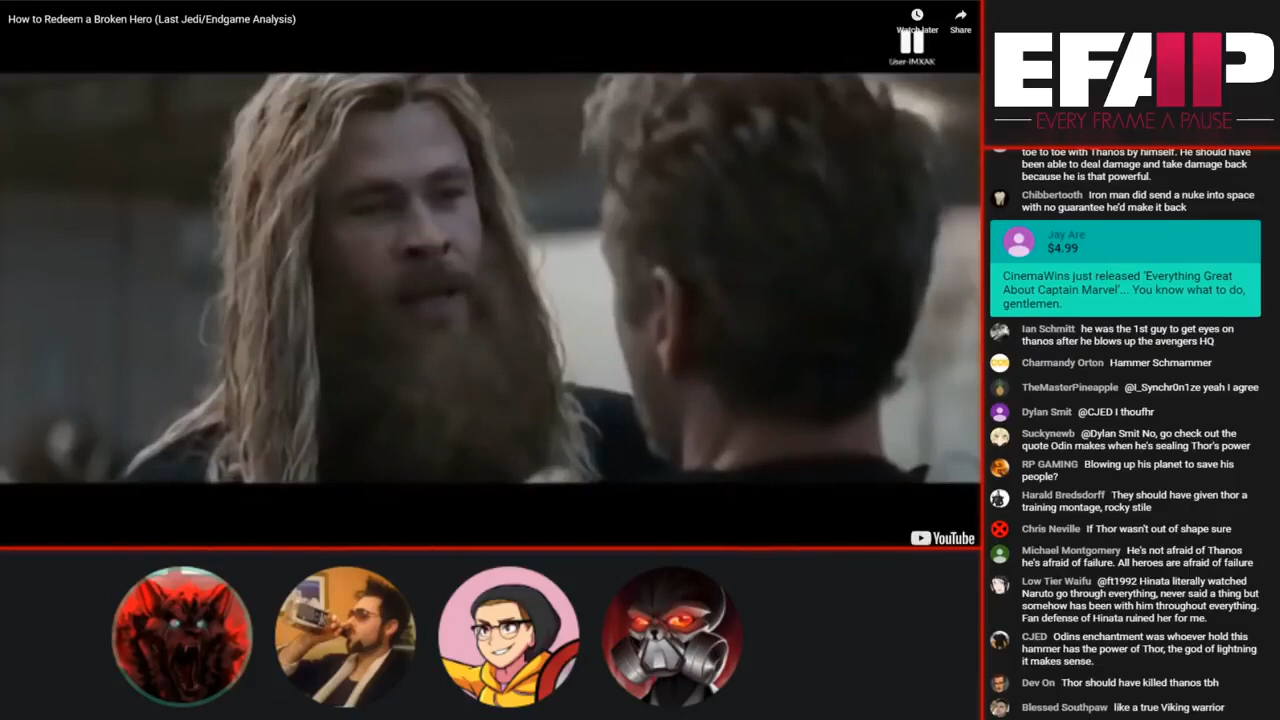 How to Redeem a Broken Hero (Last Jedi/Endgame Analysis)
Watch later
Share
User-IMXAK
YouTube
EFAP
EVERY FRAME A PAUSE
toe to toe with Thanos by himself. He should have
been able to deal damage and take damage back
because he is that powerful.
Chibbertooth Iron man did send a nuke into space
with no guarantee he'd make it back
Jay Are
$4.99
CinemaWins just released 'Everything Great
About Captain Marvel'... You know what to do,
gentlemen.
Ian Schmitt he was the 1st guy to get eyes on
thanos after he blows up the avengers HQ
Charmandy Orton Hammer Schmammer
TheMasterPineapple @I_Synchr0n1ze yeah I agree
Dylan Smit @CJED I thoufhr
Suckynewb @Dylan Smit No, go check out the
quote Odin makes when he's sealing Thor's power
RP GAMING Blowing up his planet to save his
people?
Harald Bredsdorff They should have given thor a
training montage, rocky stile
Chris Neville If Thor wasn't out of shape sure
Michael Montgomery He's not afraid of Thanos
he's afraid of failure. All heroes are afraid of failure
Low Tier Waifu @ft1992 Hinata literally watched
Naruto go through everything, never said a thing but
somehow has been with him throughout everything.
Fan defense of Hinata ruined her for me.
CJED Odins enchantment was whoever hold this
hammer has the power of Thor, the god of lightning
it makes sense.
Dev On Thor should have killed thanos tbh
Blessed Southpaw like a true Viking warrior